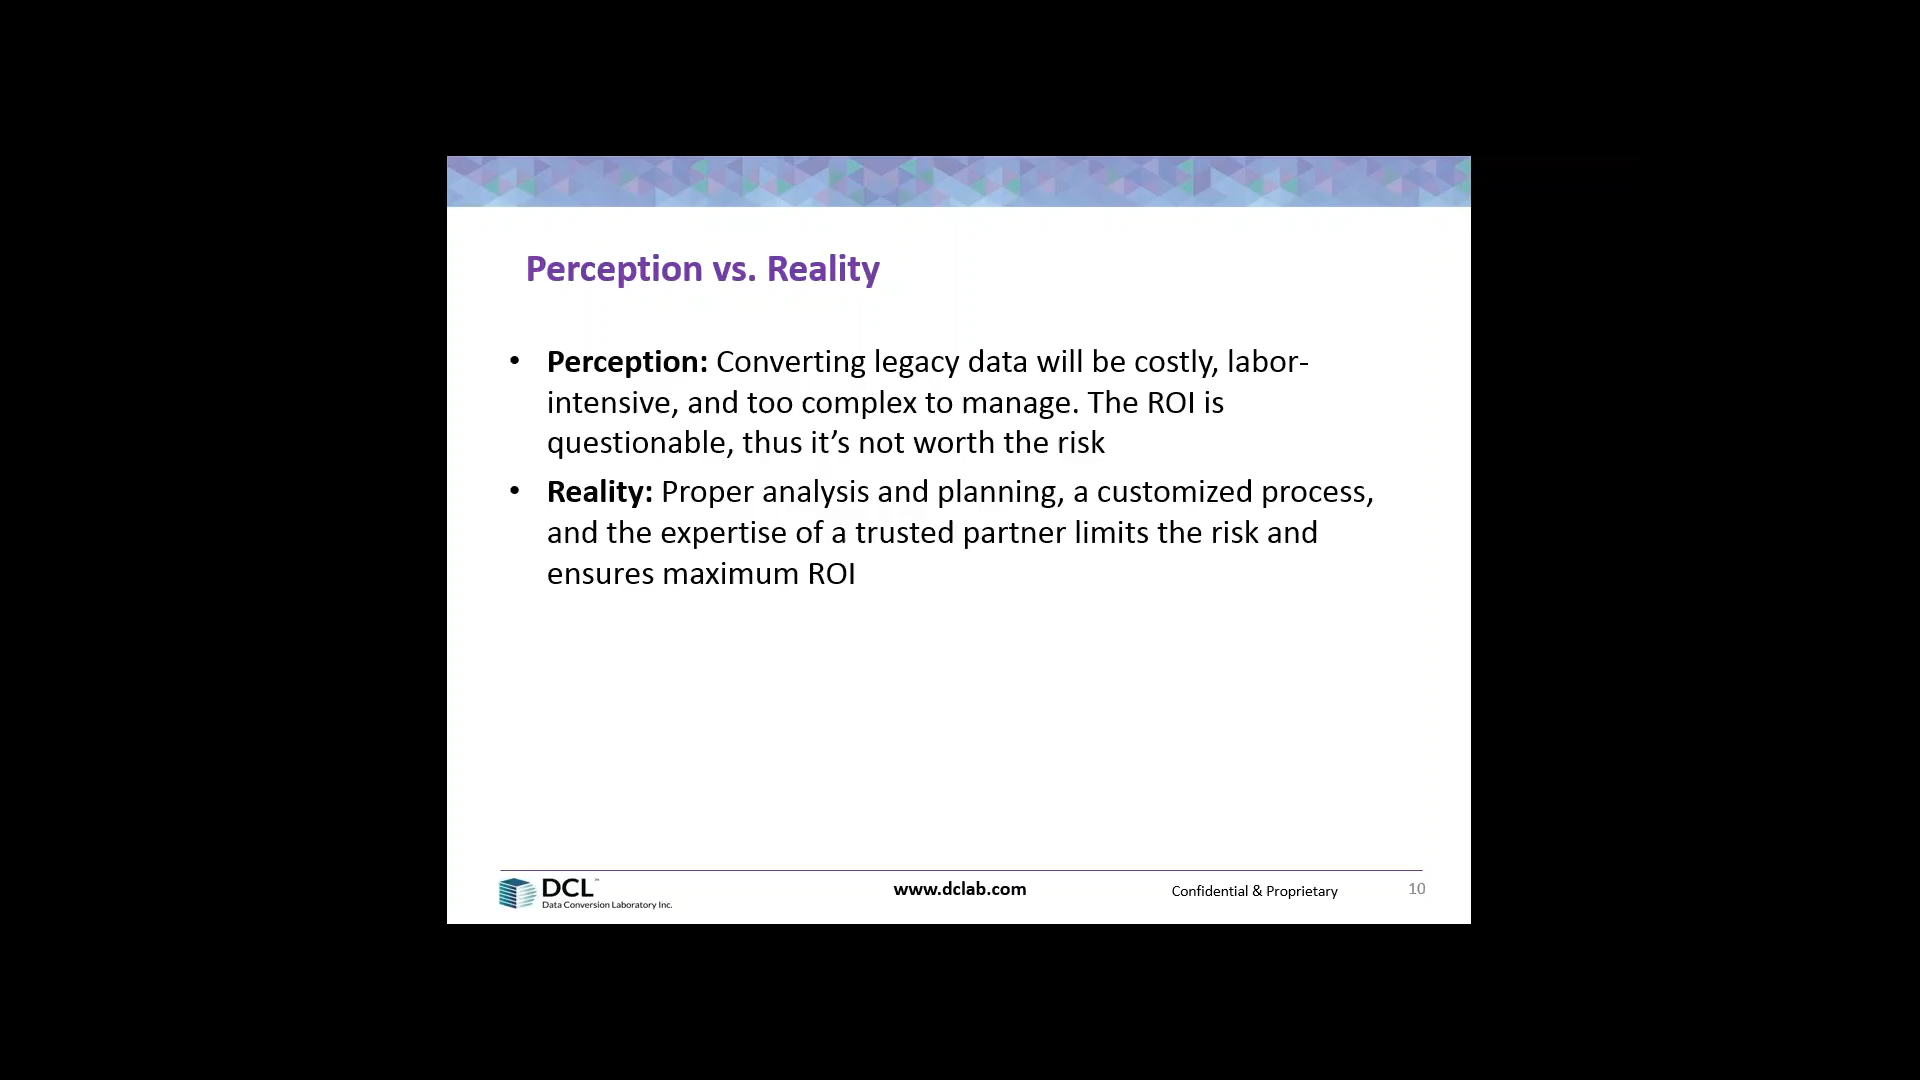 Perception vs. Reality
• Perception: Converting legacy data will be costly, labor-
intensive, and too complex to manage. The ROI is
questionable, thus it’s not worth the risk
• Reality: Proper analysis and planning, a customized process,
and the expertise of a trusted partner limits the risk and
ensures maximum ROI
DCL™
Data Conversion Laboratory Inc.
www.dclab.com
Confidential & Proprietary
10